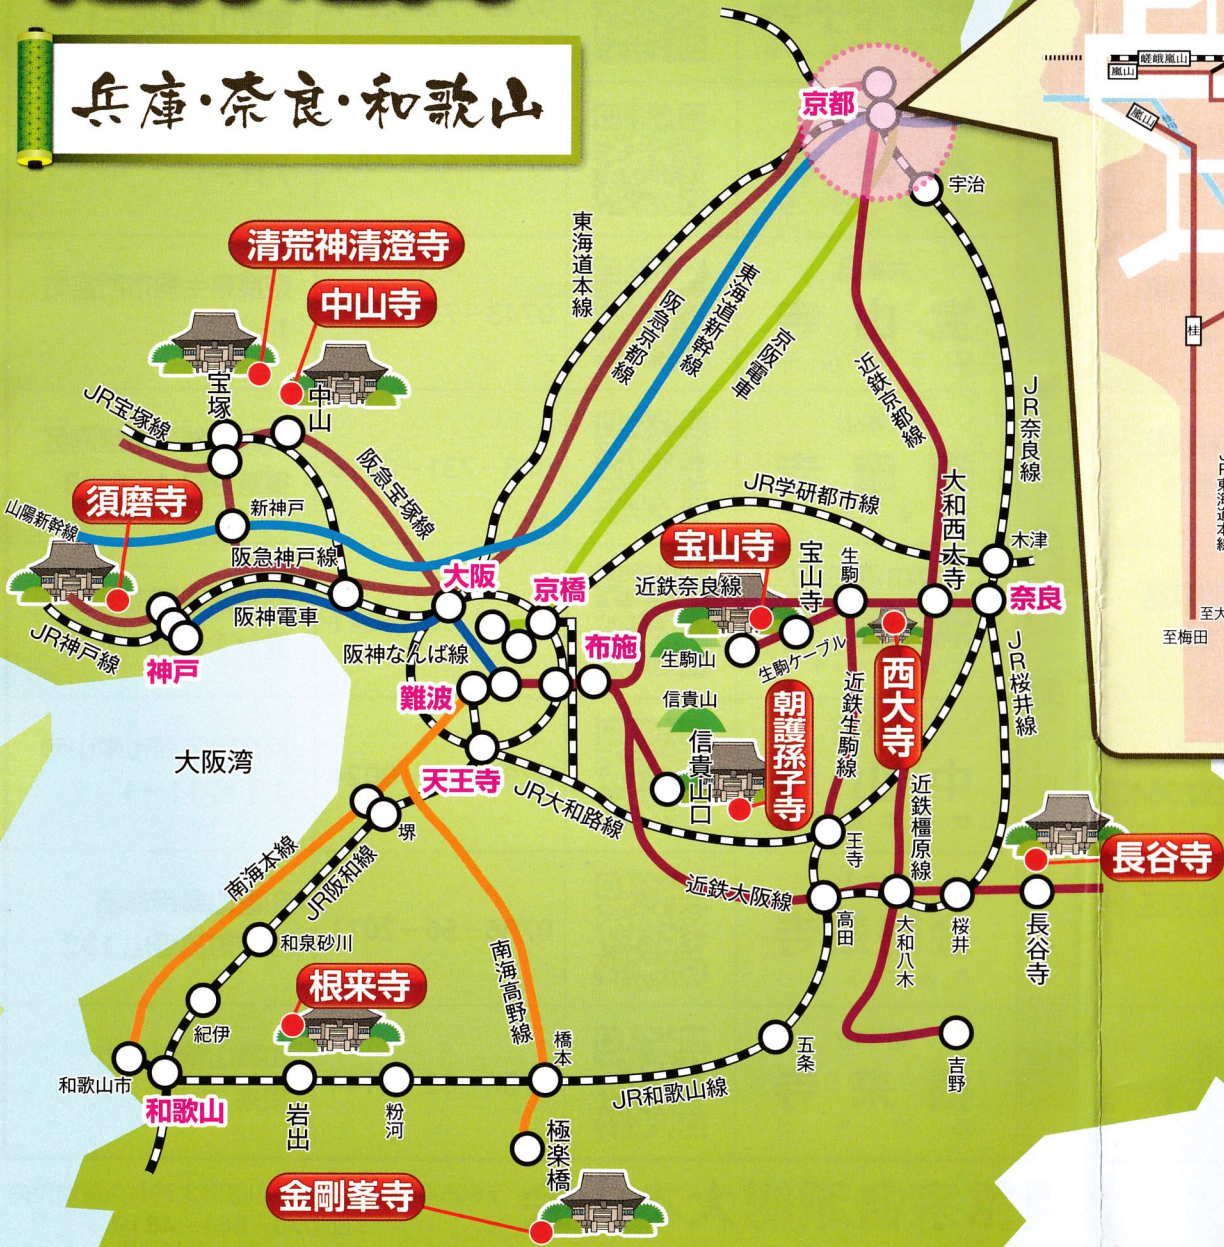 兵庫・奈良・和歌山
京都
宇治
嵯峨嵐山
嵐山
嵐山
桂
至大
至梅田
清荒神清澄寺
中山寺
宝塚
中山
JR宝塚線
阪急宝塚線
須磨寺
山陽新幹線
新神戸
阪急神戸線
阪神電車
JR神戸線
神戸
東海道本線
阪急京都線
東海道新幹線
京阪電車
近鉄京都線
JR奈良線
JR学研都市線
大和西大寺
木津
大阪
京橋
阪神なんば線
難波
布施
天王寺
大阪湾
近鉄奈良線
宝山寺
宝山寺
生駒
奈良
生駒山
生駒ケーブル
信貴山
信貴山口
朝護孫子寺
近鉄生駒線
西大寺
JR桜井線
JR大和路線
王寺
近鉄橿原線
長谷寺
近鉄大阪線
高田
大和八木
桜井
長谷寺
堺
南海本線
JR阪和線
和泉砂川
紀伊
南海高野線
根来寺
和歌山市
和歌山
岩出
粉河
橋本
JR和歌山線
五条
吉野
極楽橋
金剛峯寺